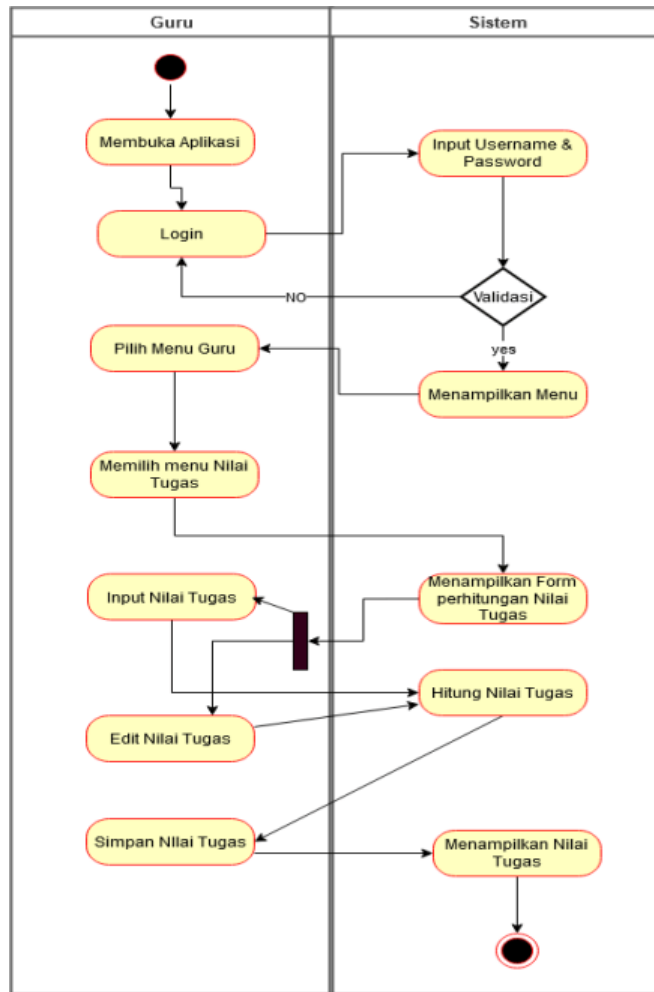 Guru
Sistem
Membuka Aplikasi
Input Username &
Password
Login
NO
Validasi
yes
Pilih Menu Guru
Menampilkan Menu
Memilih menu Nilai
Tugas
Input Nilai Tugas
Menampilkan Form
perhitungan Nilai
Tugas
Hitung Nilai Tugas
Edit Nilai Tugas
Simpan NIlai Tugas
Menampilkan Nilai
Tugas